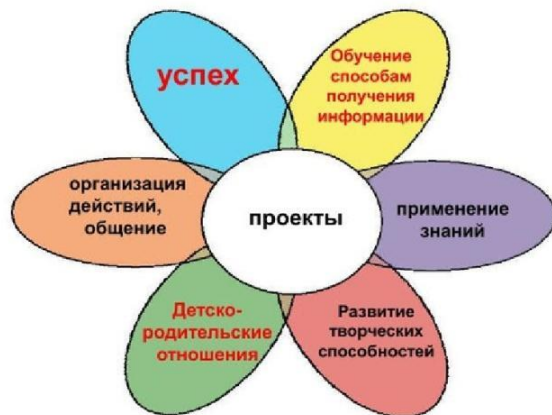 успех
Обучение
способам
получения
информации
организация
действий,
общение
проекты
применение
знаний
Детско-
родительские
отношения
Развитие
творческих
способностей